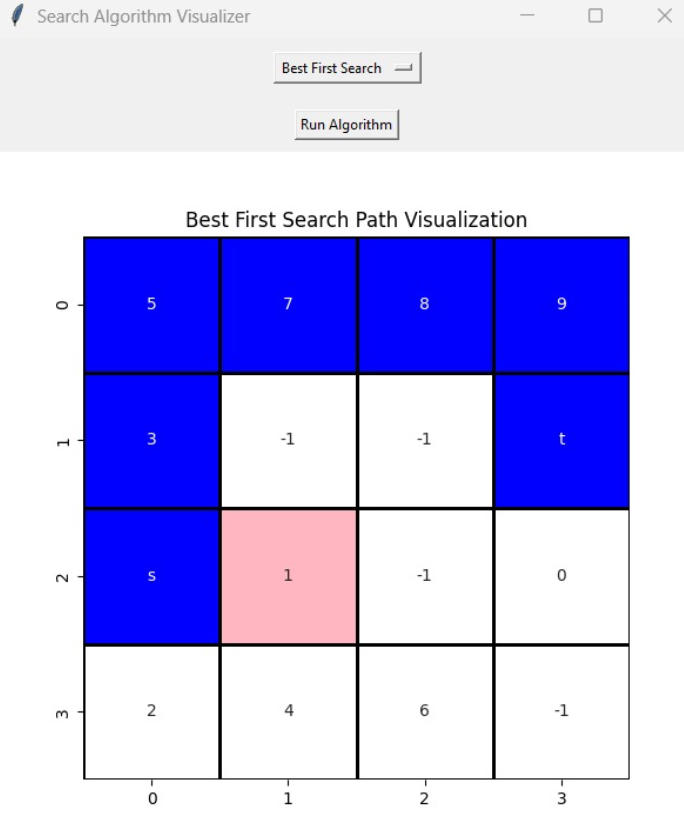 Search Algorithm Visualizer
Best First Search
Run Algorithm
Best First Search Path Visualization
0 5 7 8 9
1 3 -1 -1 t
2 s 1 -1 0
3 2 4 6 -1
0 1 2 3